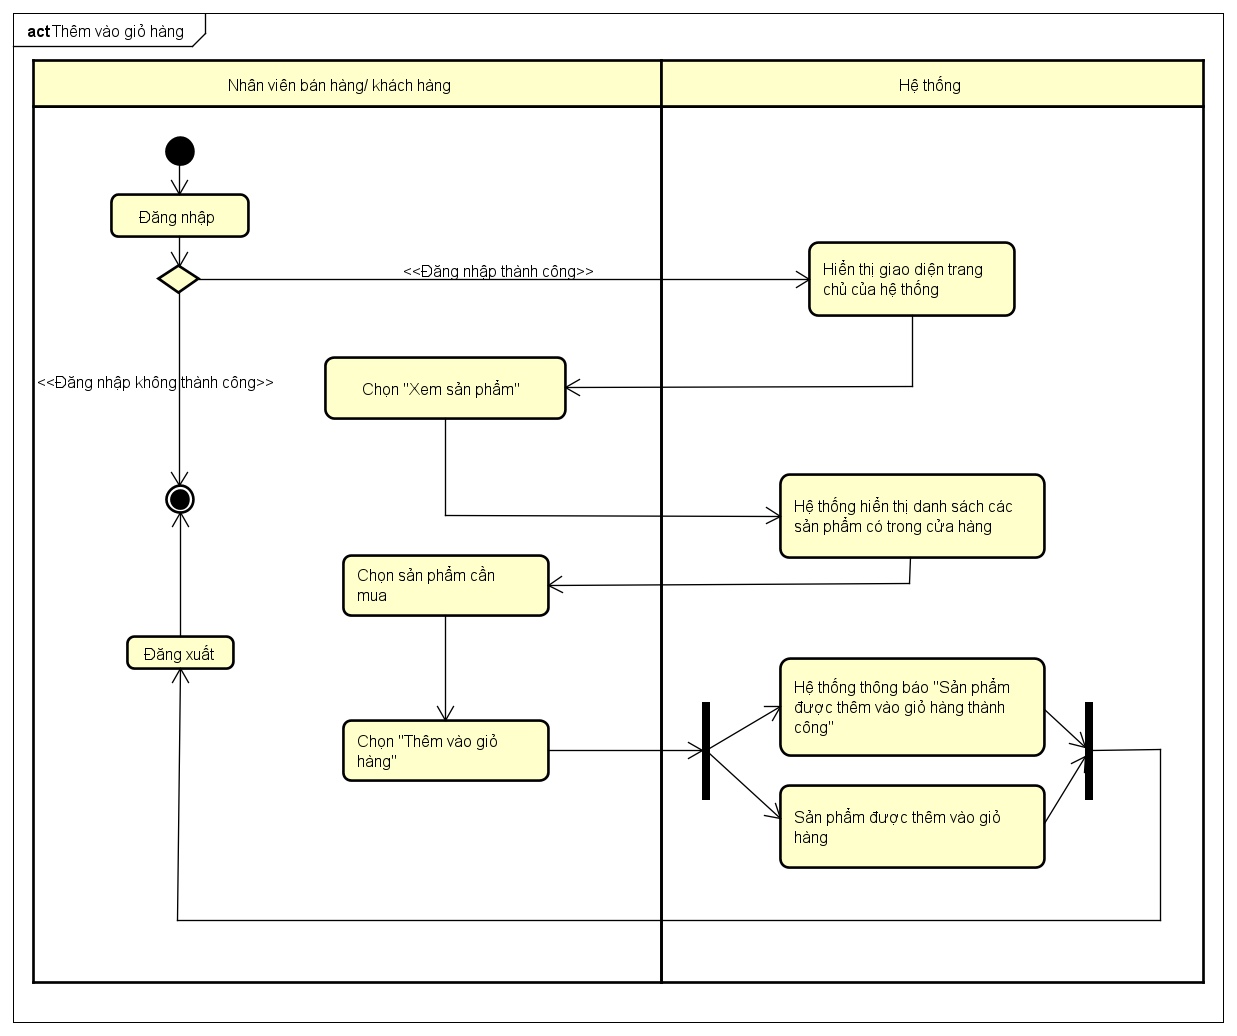 act Thêm vào giỏ hàng
Nhân viên bán hàng/ khách hàng
Hệ thống
Đăng nhập
<<Đăng nhập thành công>>
Hiển thị giao diện trang
chủ của hệ thống
<<Đăng nhập không thành công>>
Chọn "Xem sản phẩm"
Hệ thống hiển thị danh sách các
sản phẩm có trong cửa hàng
Chọn sản phẩm cần
mua
Đăng xuất
Hệ thống thông báo "Sản phẩm
được thêm vào giỏ hàng thành
công"
Chọn "Thêm vào giỏ
hàng"
Sản phẩm được thêm vào giỏ
hàng